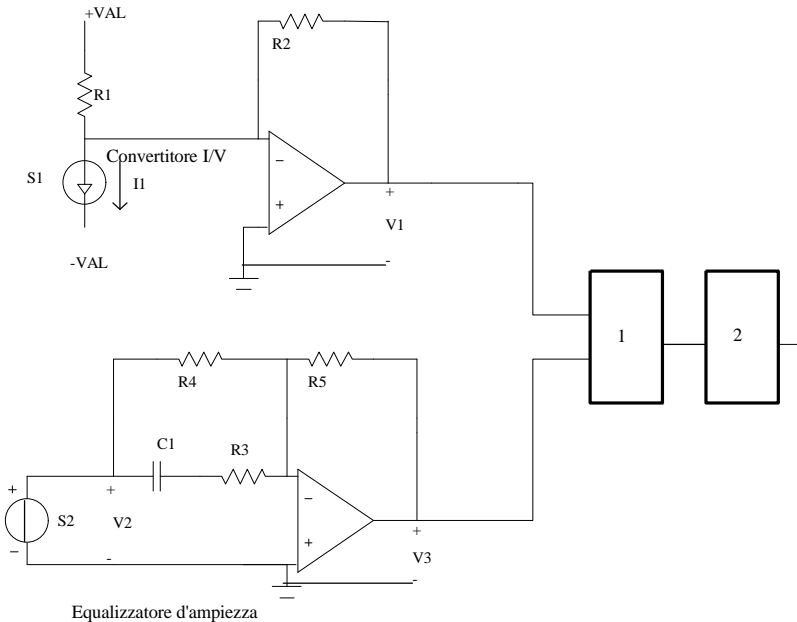 +VAL
R2
R1
Convertitore I/V
S1
I1
−
+
+
V1
-
-VAL
1
2
R4
R5
C1
R3
+
−
+
S2
V2
−
-
+
+
V3
-
Equalizzatore d'ampiezza